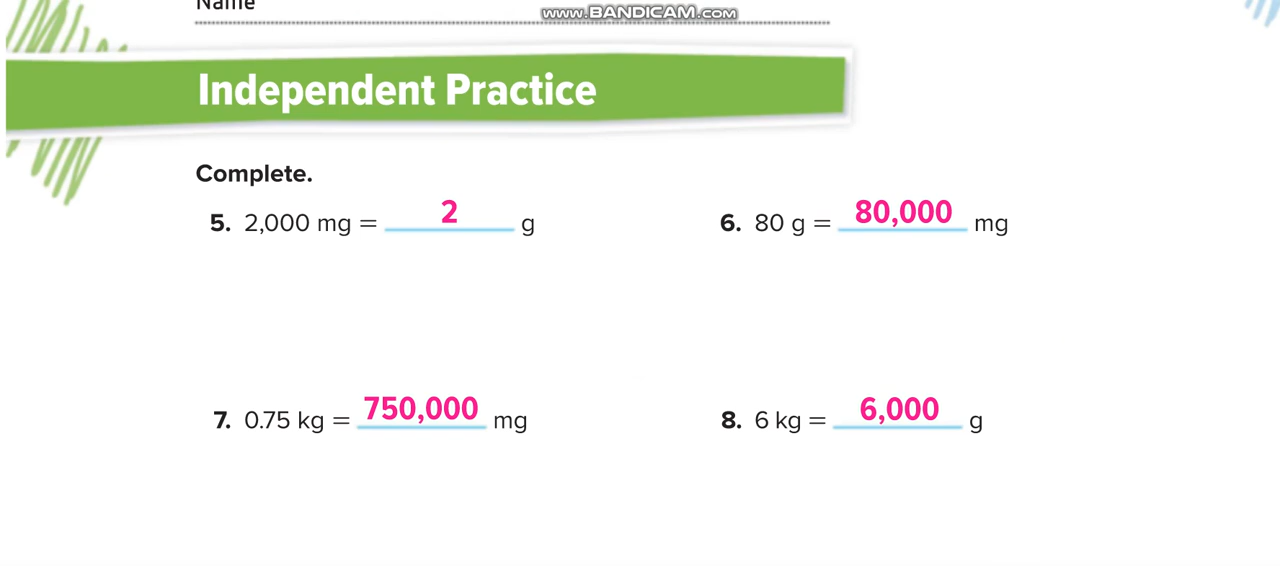 Name
www.BANDICAM.com
Independent Practice
Complete.
5. 2,000 mg = 2 g
6. 80 g = 80,000 mg
7. 0.75 kg = 750,000 mg
8. 6 kg = 6,000 g